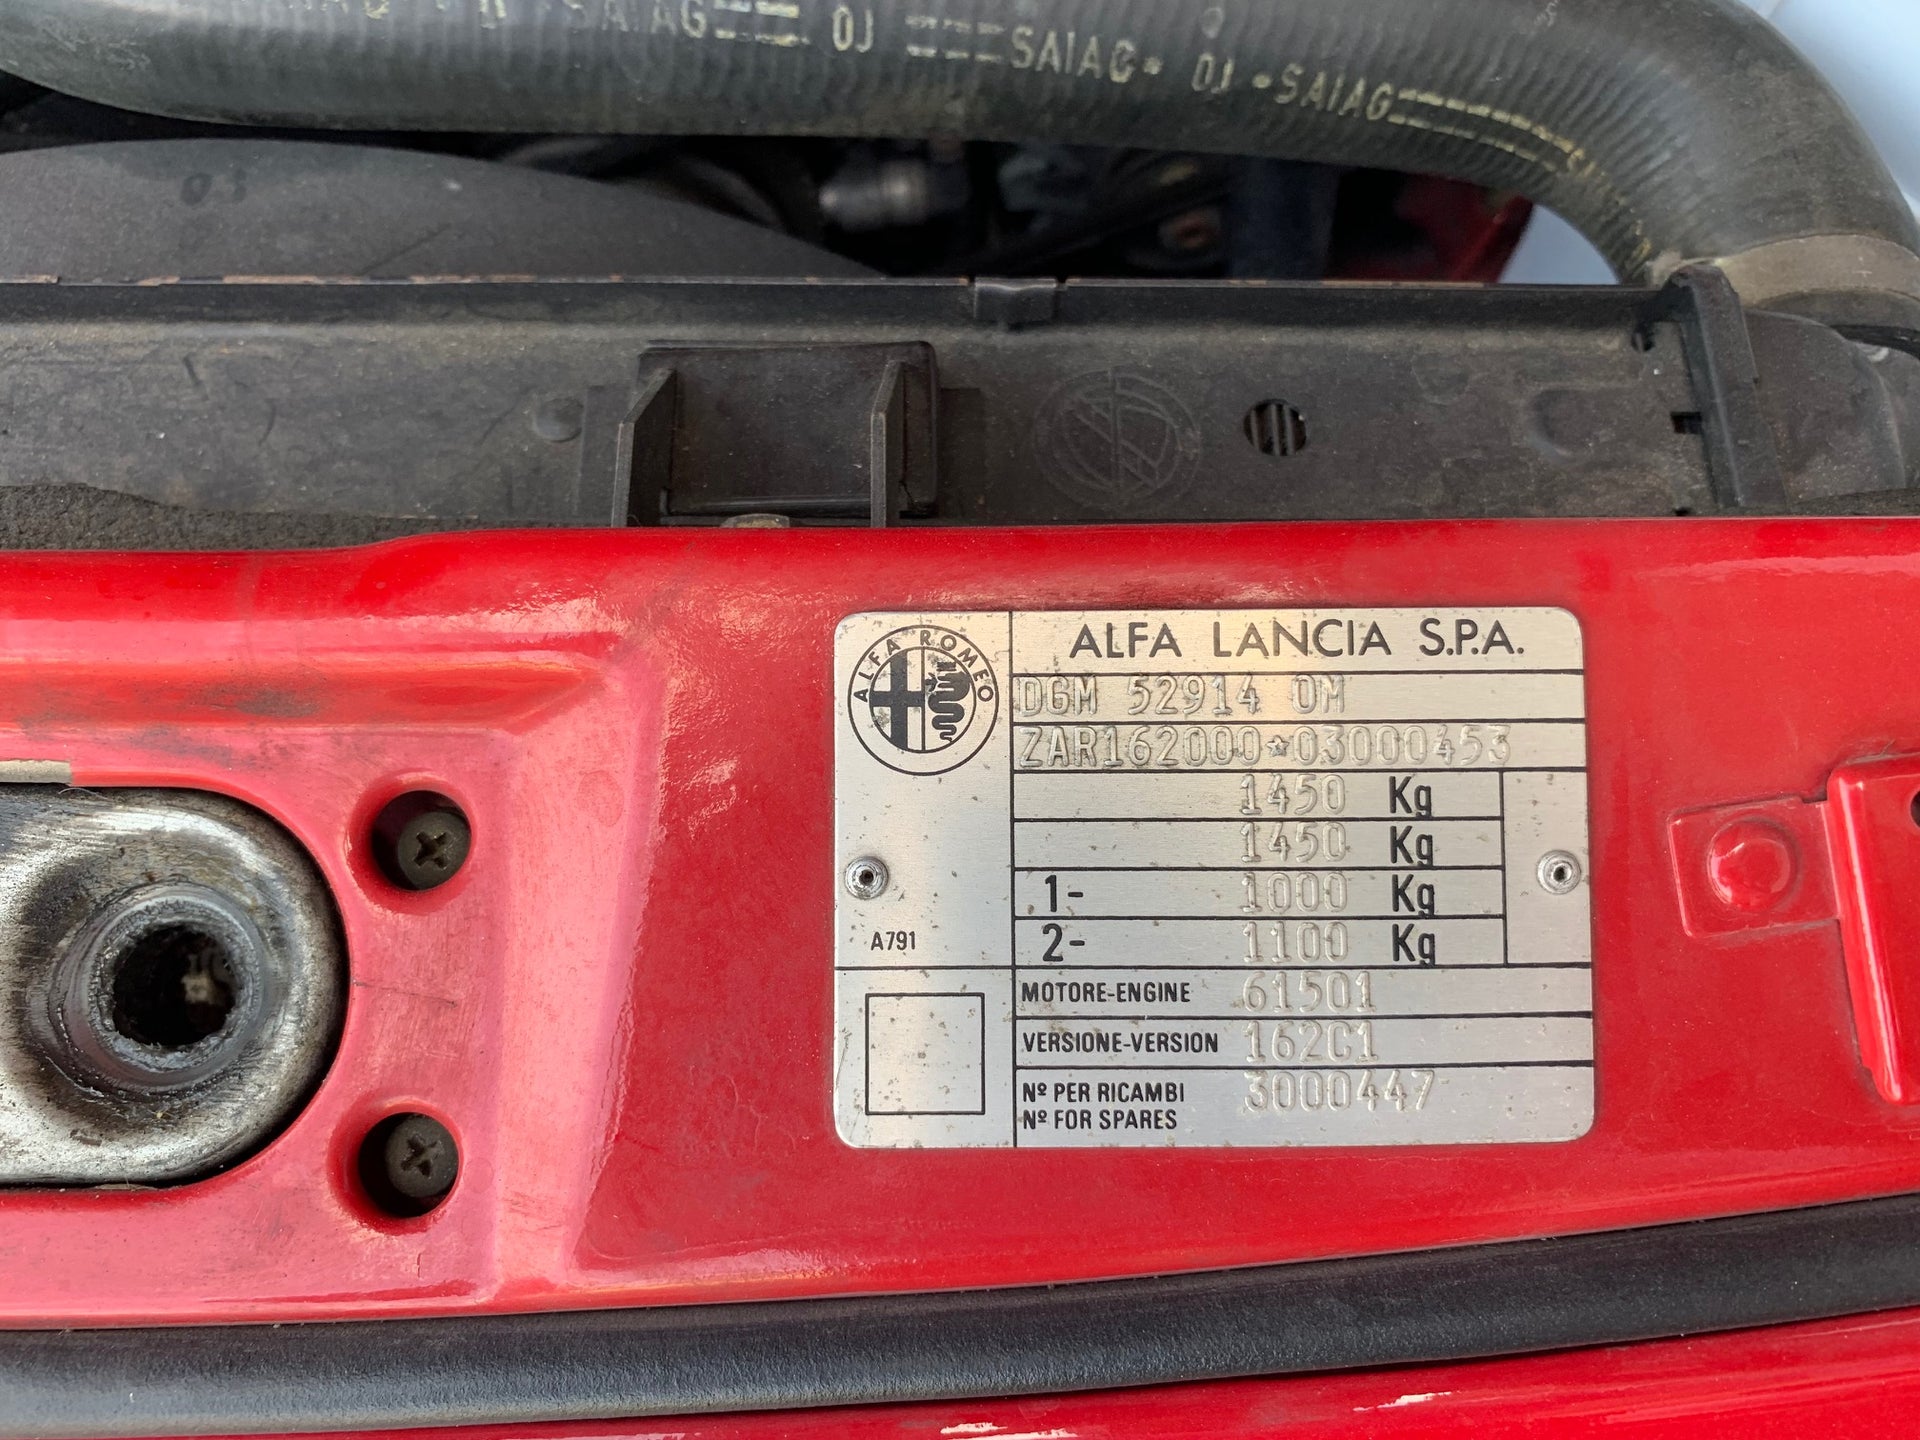 SAIAG OJ SAIAG • OJ • SAIAG
03
ALFA ROMEO
ALFA LANCIA S.P.A.
DGM 52914 OM
ZAR162000*03000453
1450 Kg
1450 Kg
1- 1000 Kg
2- 1100 Kg
A791
MOTORE-ENGINE 61501
VERSIONE-VERSION 162C1
Nº PER RICAMBI 3000447
Nº FOR SPARES